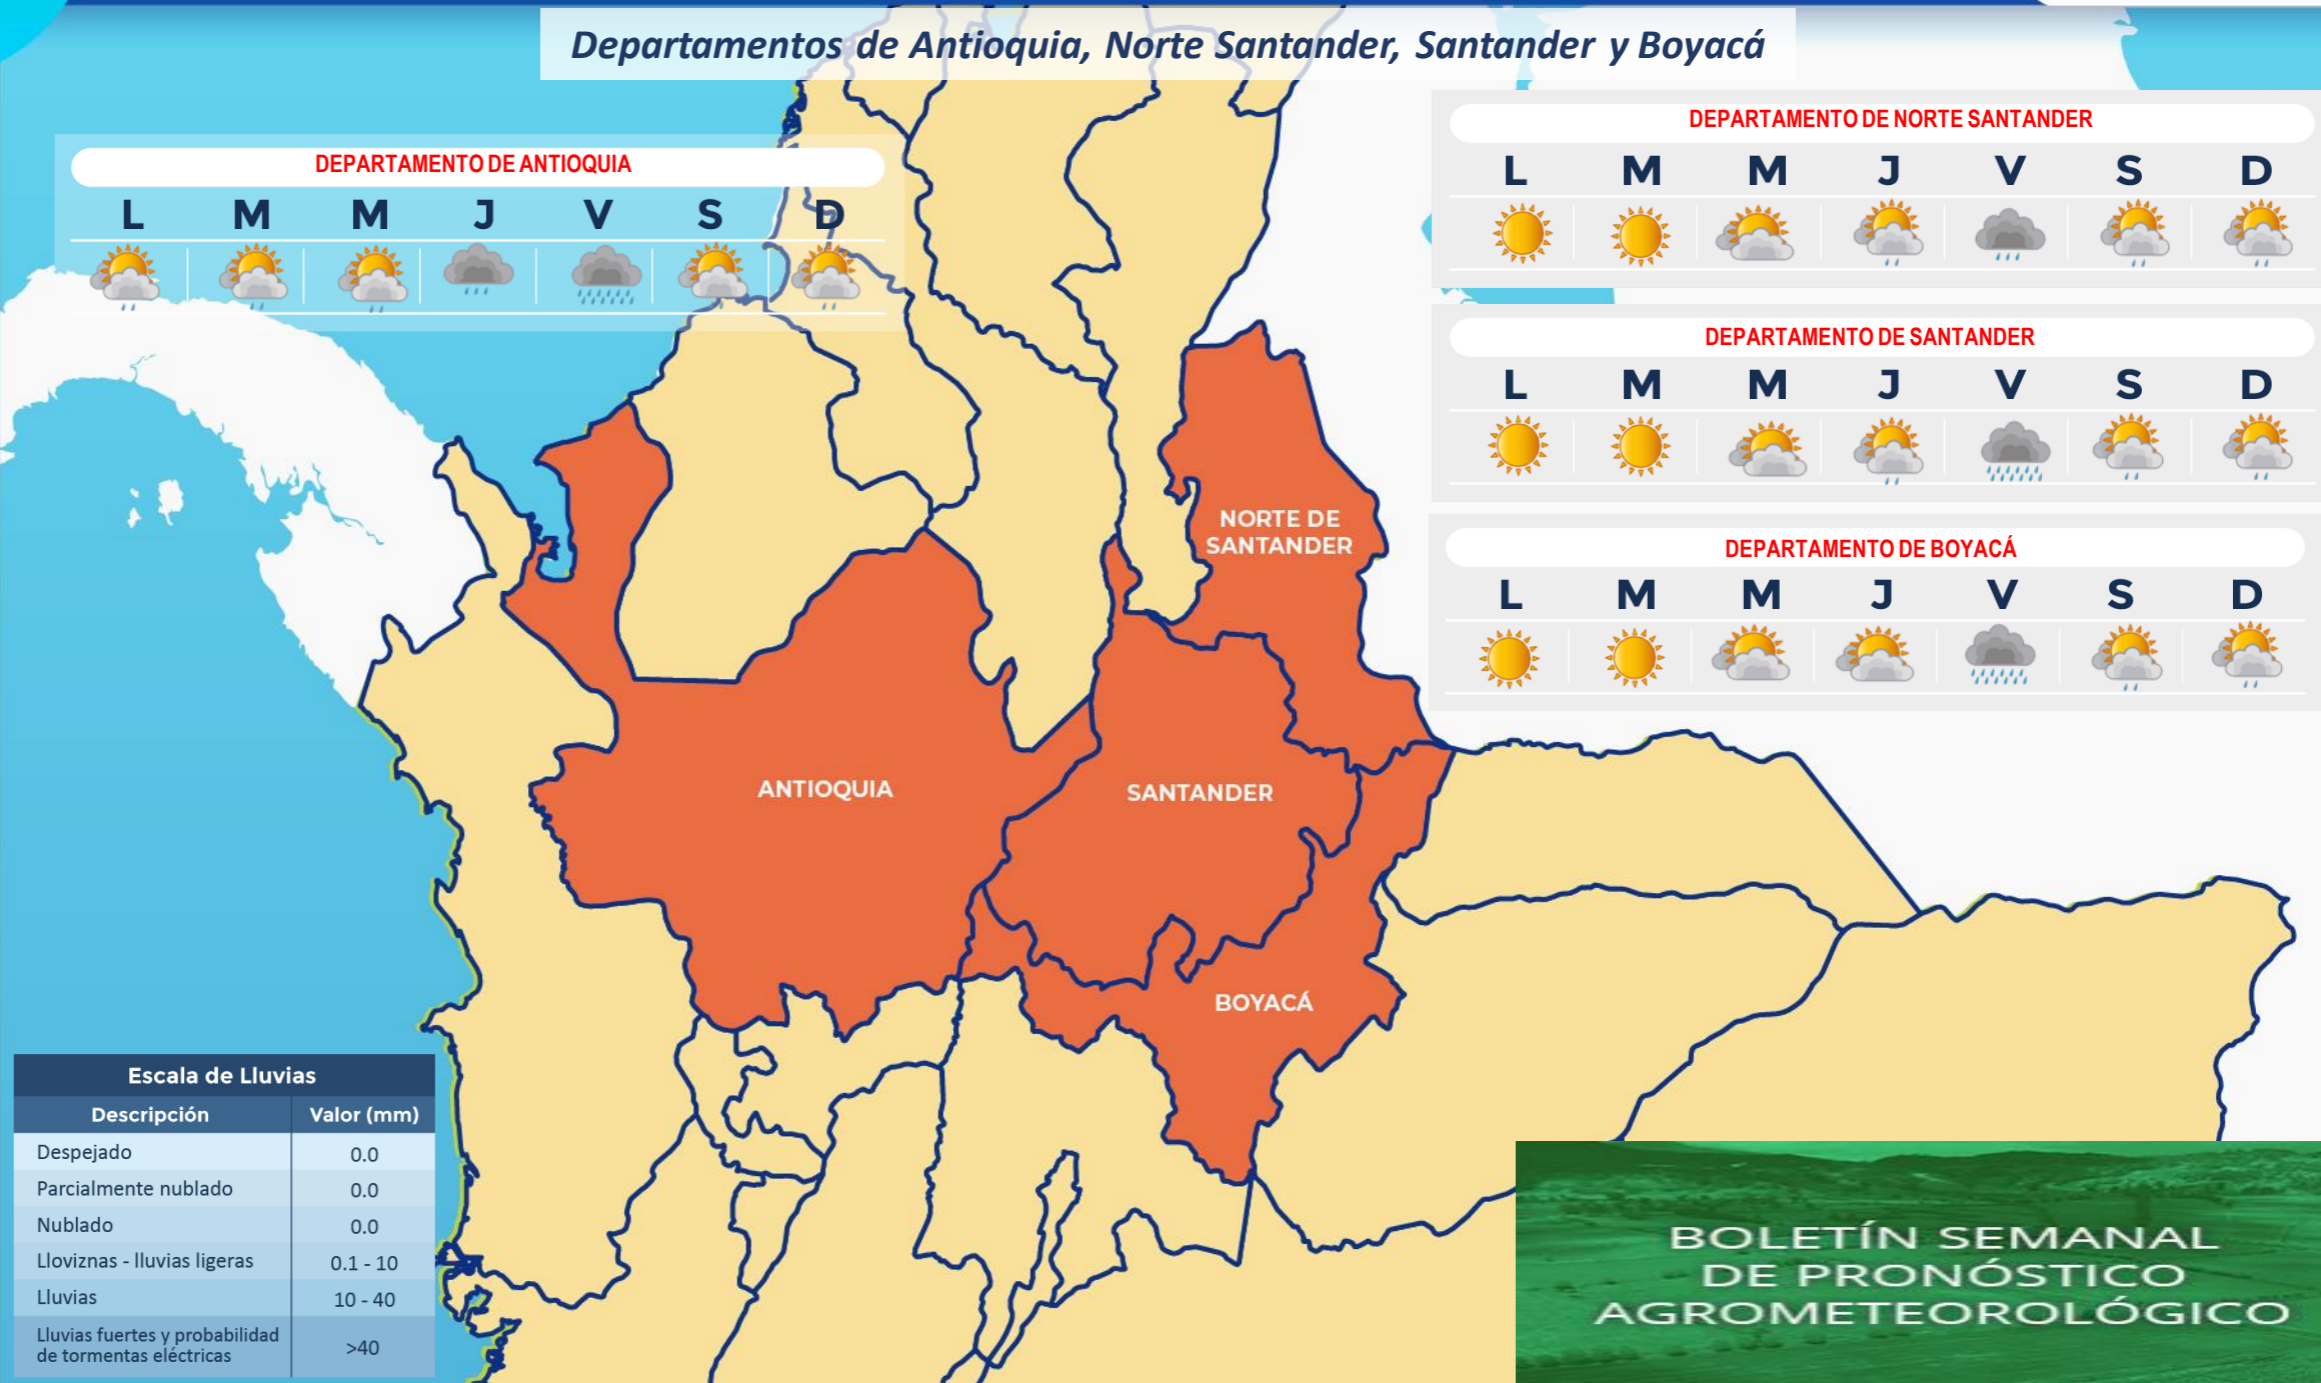 Departamentos de Antioquia, Norte Santander, Santander y Boyacá
DEPARTAMENTO DE ANTIOQUIA
L M M J V S D
DEPARTAMENTO DE NORTE SANTANDER
L M M J V S D
DEPARTAMENTO DE SANTANDER
L M M J V S D
DEPARTAMENTO DE BOYACÁ
L M M J V S D
NORTE DE
SANTANDER
ANTIOQUIA
SANTANDER
BOYACÁ
Escala de Lluvias
Descripción Valor (mm)
Despejado 0.0
Parcialmente nublado 0.0
Nublado 0.0
Lloviznas - lluvias ligeras 0.1 - 10
Lluvias 10 - 40
Lluvias fuertes y probabilidad
de tormentas eléctricas >40
BOLETÍN SEMANAL
DE PRONÓSTICO
AGROMETEOROLÓGICO